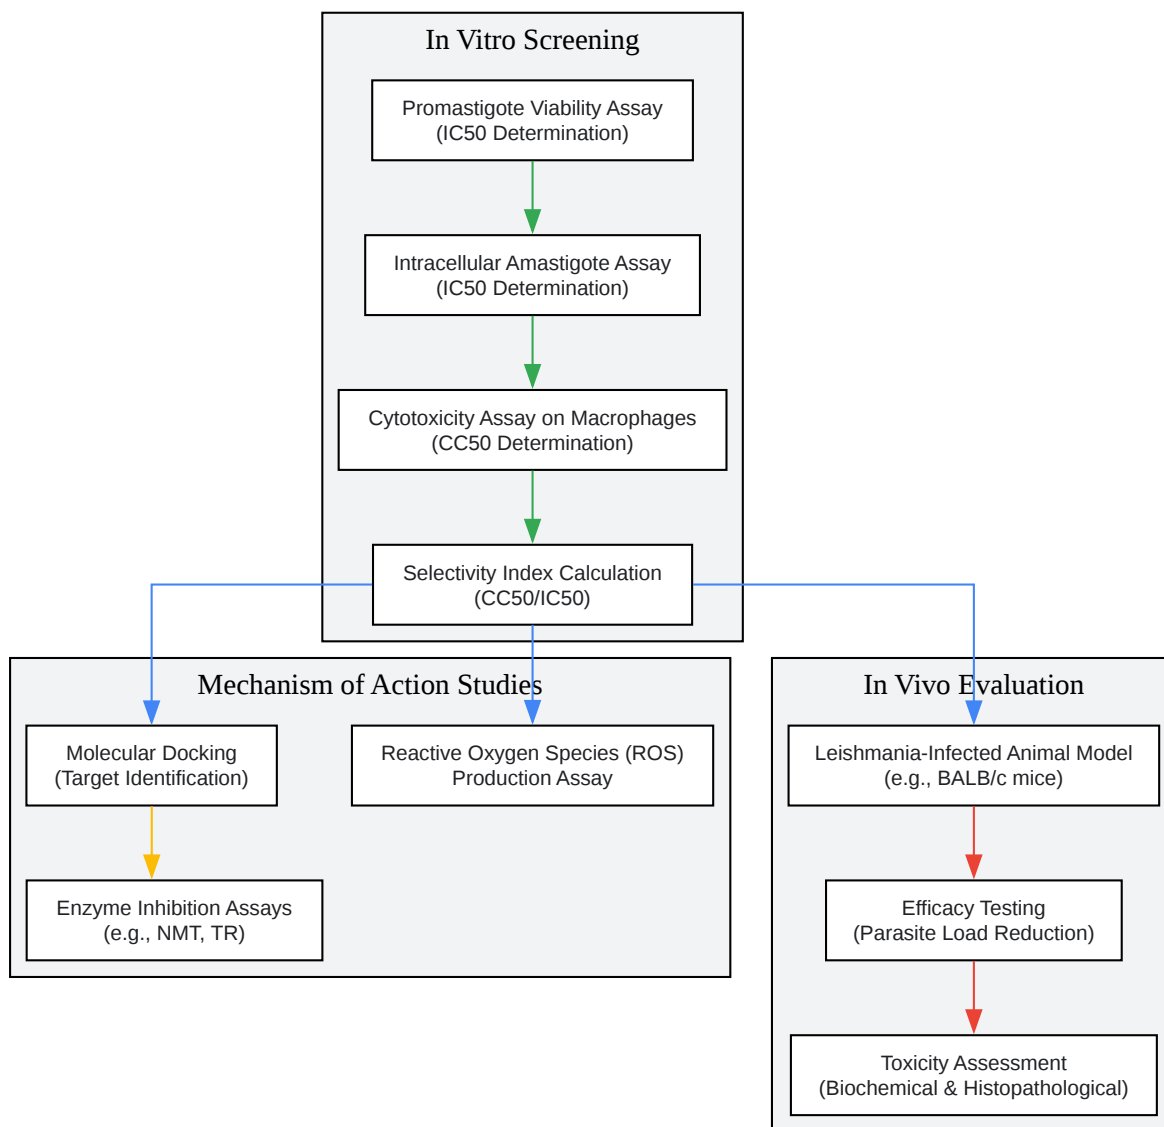 In Vitro Screening
Promastigote Viability Assay
(IC50 Determination)
Intracellular Amastigote Assay
(IC50 Determination)
Cytotoxicity Assay on Macrophages
(CC50 Determination)
Selectivity Index Calculation
(CC50/IC50)
Mechanism of Action Studies
Molecular Docking
(Target Identification)
Reactive Oxygen Species (ROS)
Production Assay
Enzyme Inhibition Assays
(e.g., NMT, TR)
In Vivo Evaluation
Leishmania-Infected Animal Model
(e.g., BALB/c mice)
Efficacy Testing
(Parasite Load Reduction)
Toxicity Assessment
(Biochemical & Histopathological)